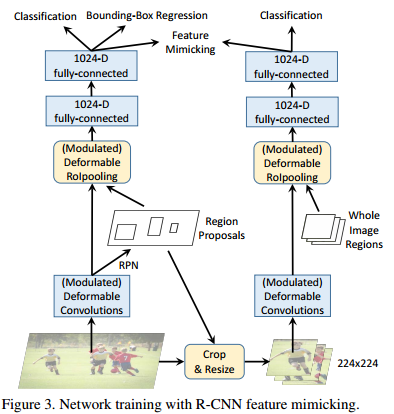 Classification
Bounding-Box Regression
Classification
Feature
Mimicking
1024-D
fully-connected
1024-D
fully-connected
1024-D
fully-connected
1024-D
fully-connected
(Modulated)
Deformable
RoIpooling
(Modulated)
Deformable
RoIpooling
Region
Proposals
Whole
Image
Regions
RPN
(Modulated)
Deformable
Convolutions
(Modulated)
Deformable
Convolutions
Crop
& Resize
224x224
Figure 3. Network training with R-CNN feature mimicking.